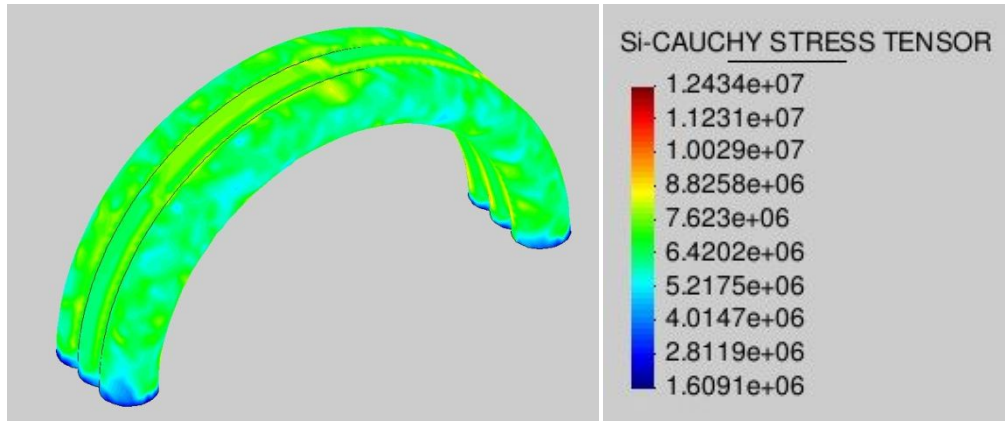 Si-CAUCHY STRESS TENSOR
1.2434e+07
1.1231e+07
1.0029e+07
8.8258e+06
7.623e+06
6.4202e+06
5.2175e+06
4.0147e+06
2.8119e+06
1.6091e+06